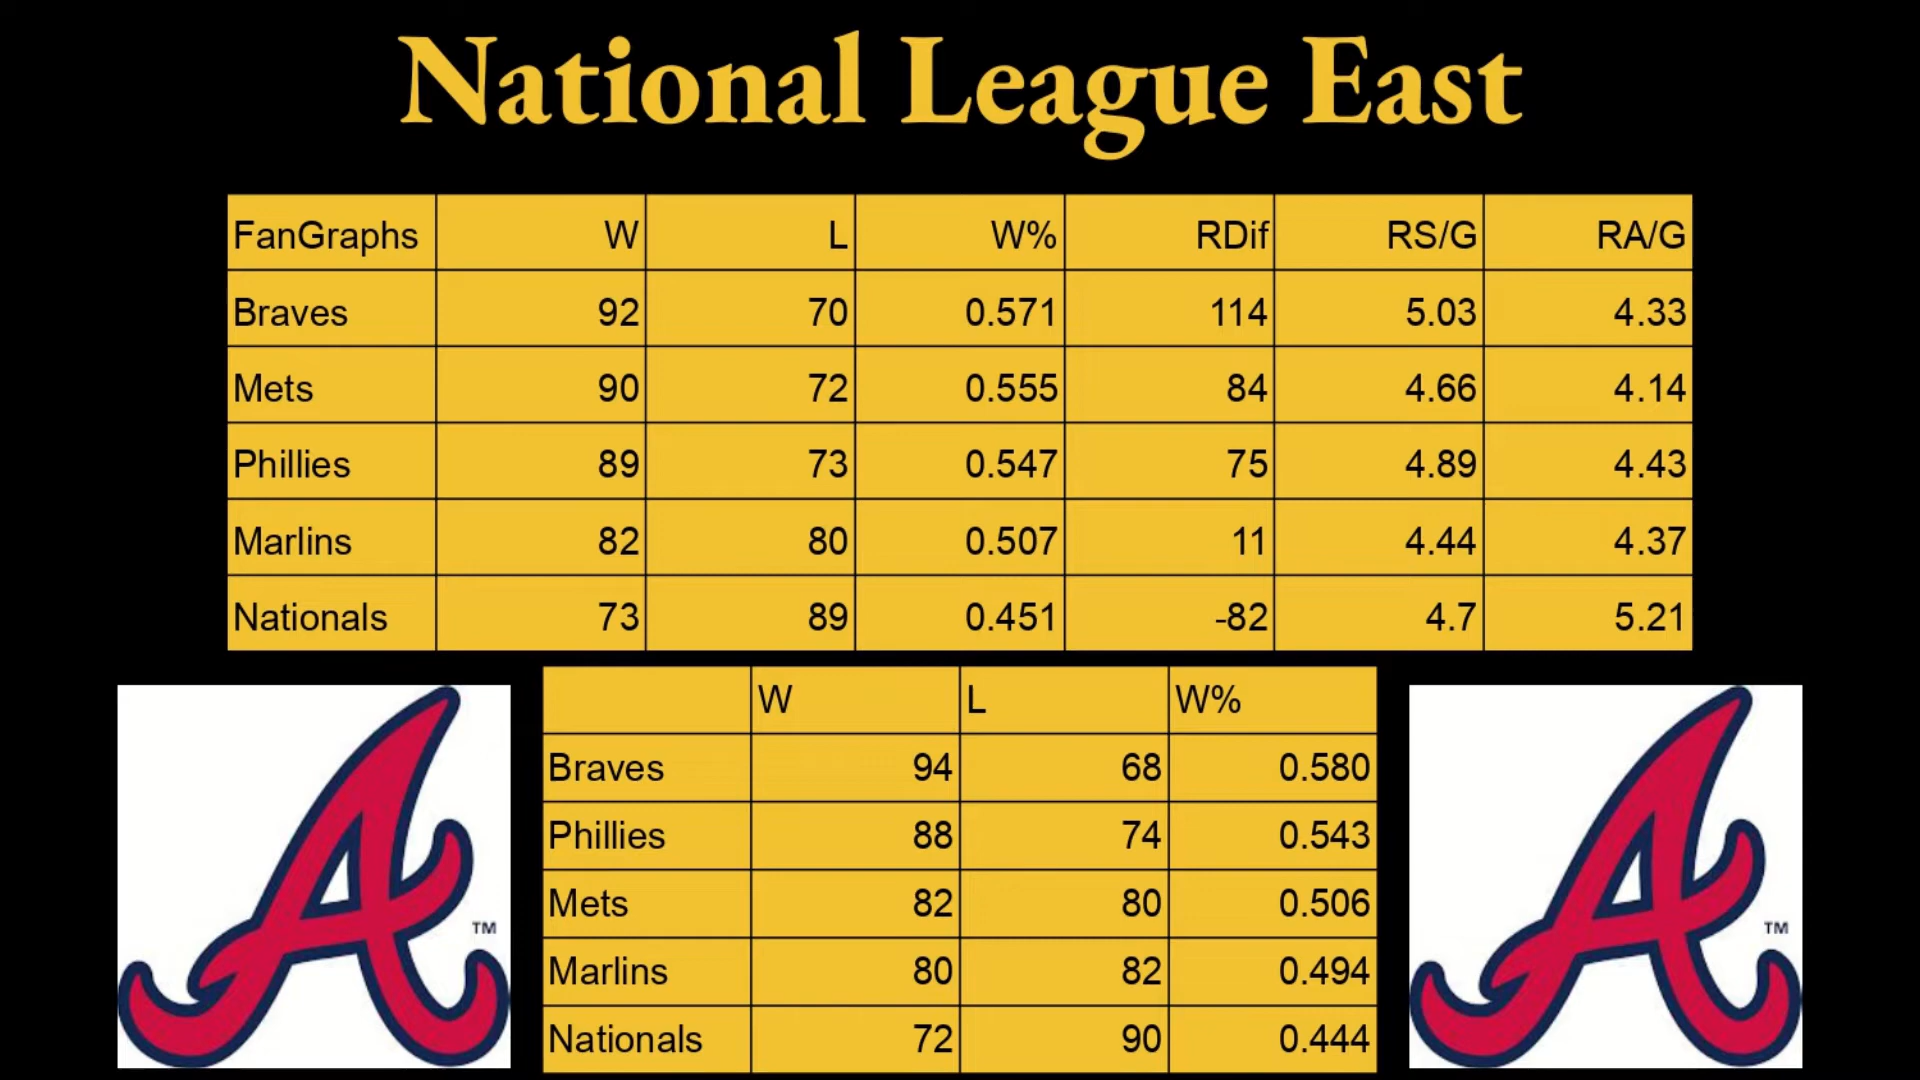 National League East
FanGraphs W L W% RDif RS/G RA/G
Braves 92 70 0.571 114 5.03 4.33
Mets 90 72 0.555 84 4.66 4.14
Phillies 89 73 0.547 75 4.89 4.43
Marlins 82 80 0.507 11 4.44 4.37
Nationals 73 89 0.451 -82 4.7 5.21
W L W%
Braves 94 68 0.580
Phillies 88 74 0.543
Mets 82 80 0.506
Marlins 80 82 0.494
Nationals 72 90 0.444
A TM
A TM